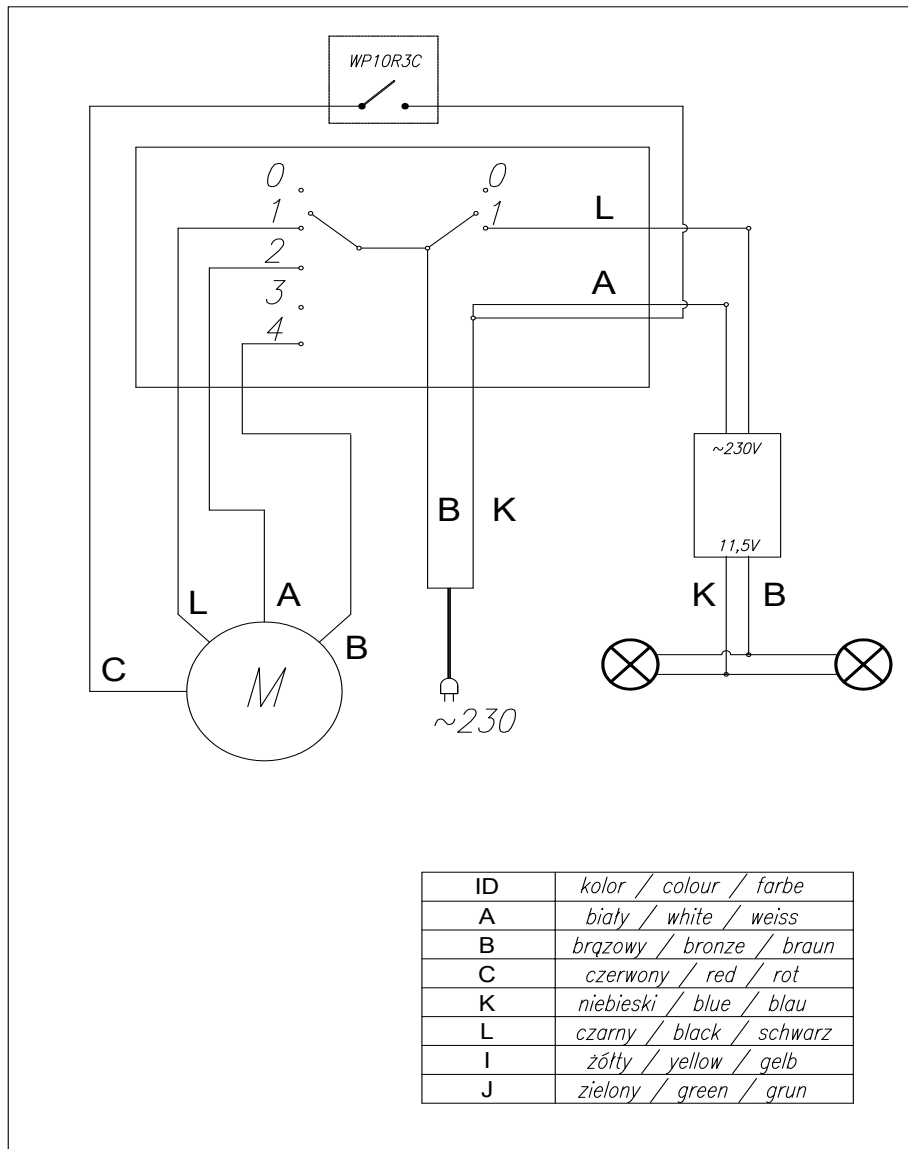 WP10R3C
0
0
1
1
L
2
A
3
4
~230V
B
K
11,5V
K
B
L
A
B
C
M
~230
ID kolor / colour / farbe
A biały / white / weiss
B brązowy / bronze / braun
C czerwony / red / rot
K niebieski / blue / blau
L czarny / black / schwarz
I żółty / yellow / gelb
J zielony / green / grun